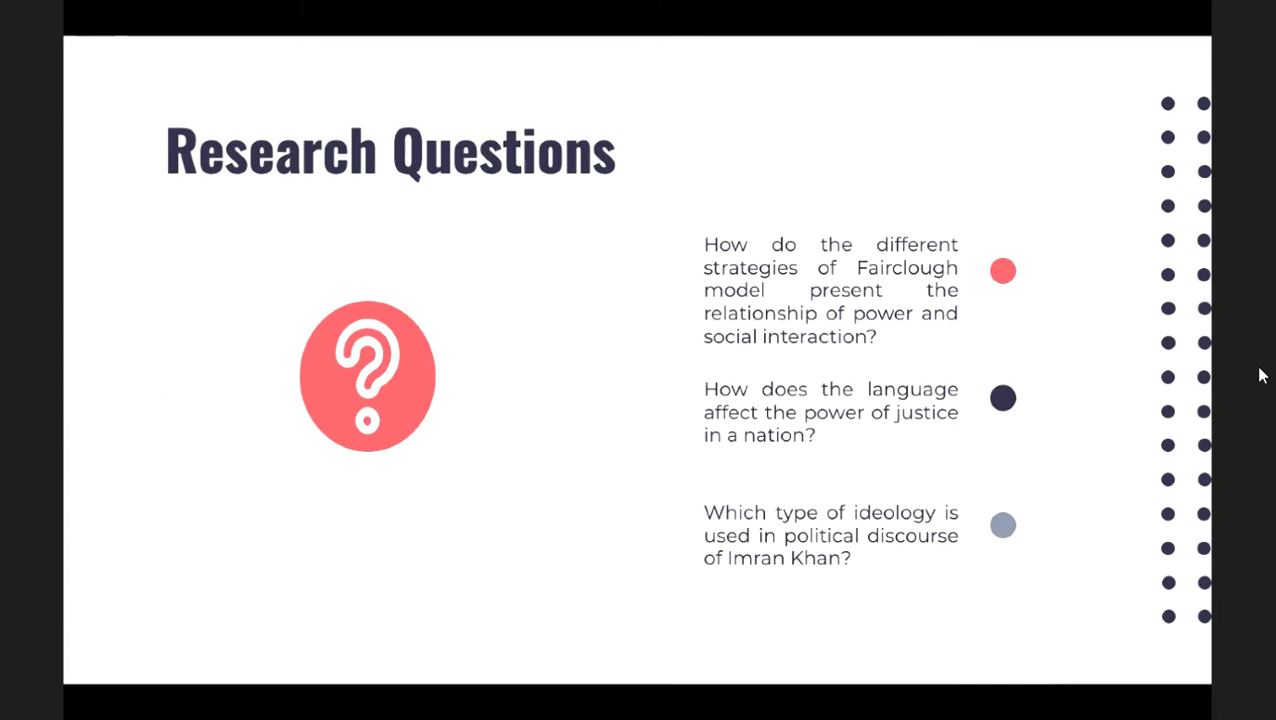 Research Questions
How do the different
strategies of Fairclough
model present the
relationship of power and
social interaction?
How does the language
affect the power of justice
in a nation?
Which type of ideology is
used in political discourse
of Imran Khan?